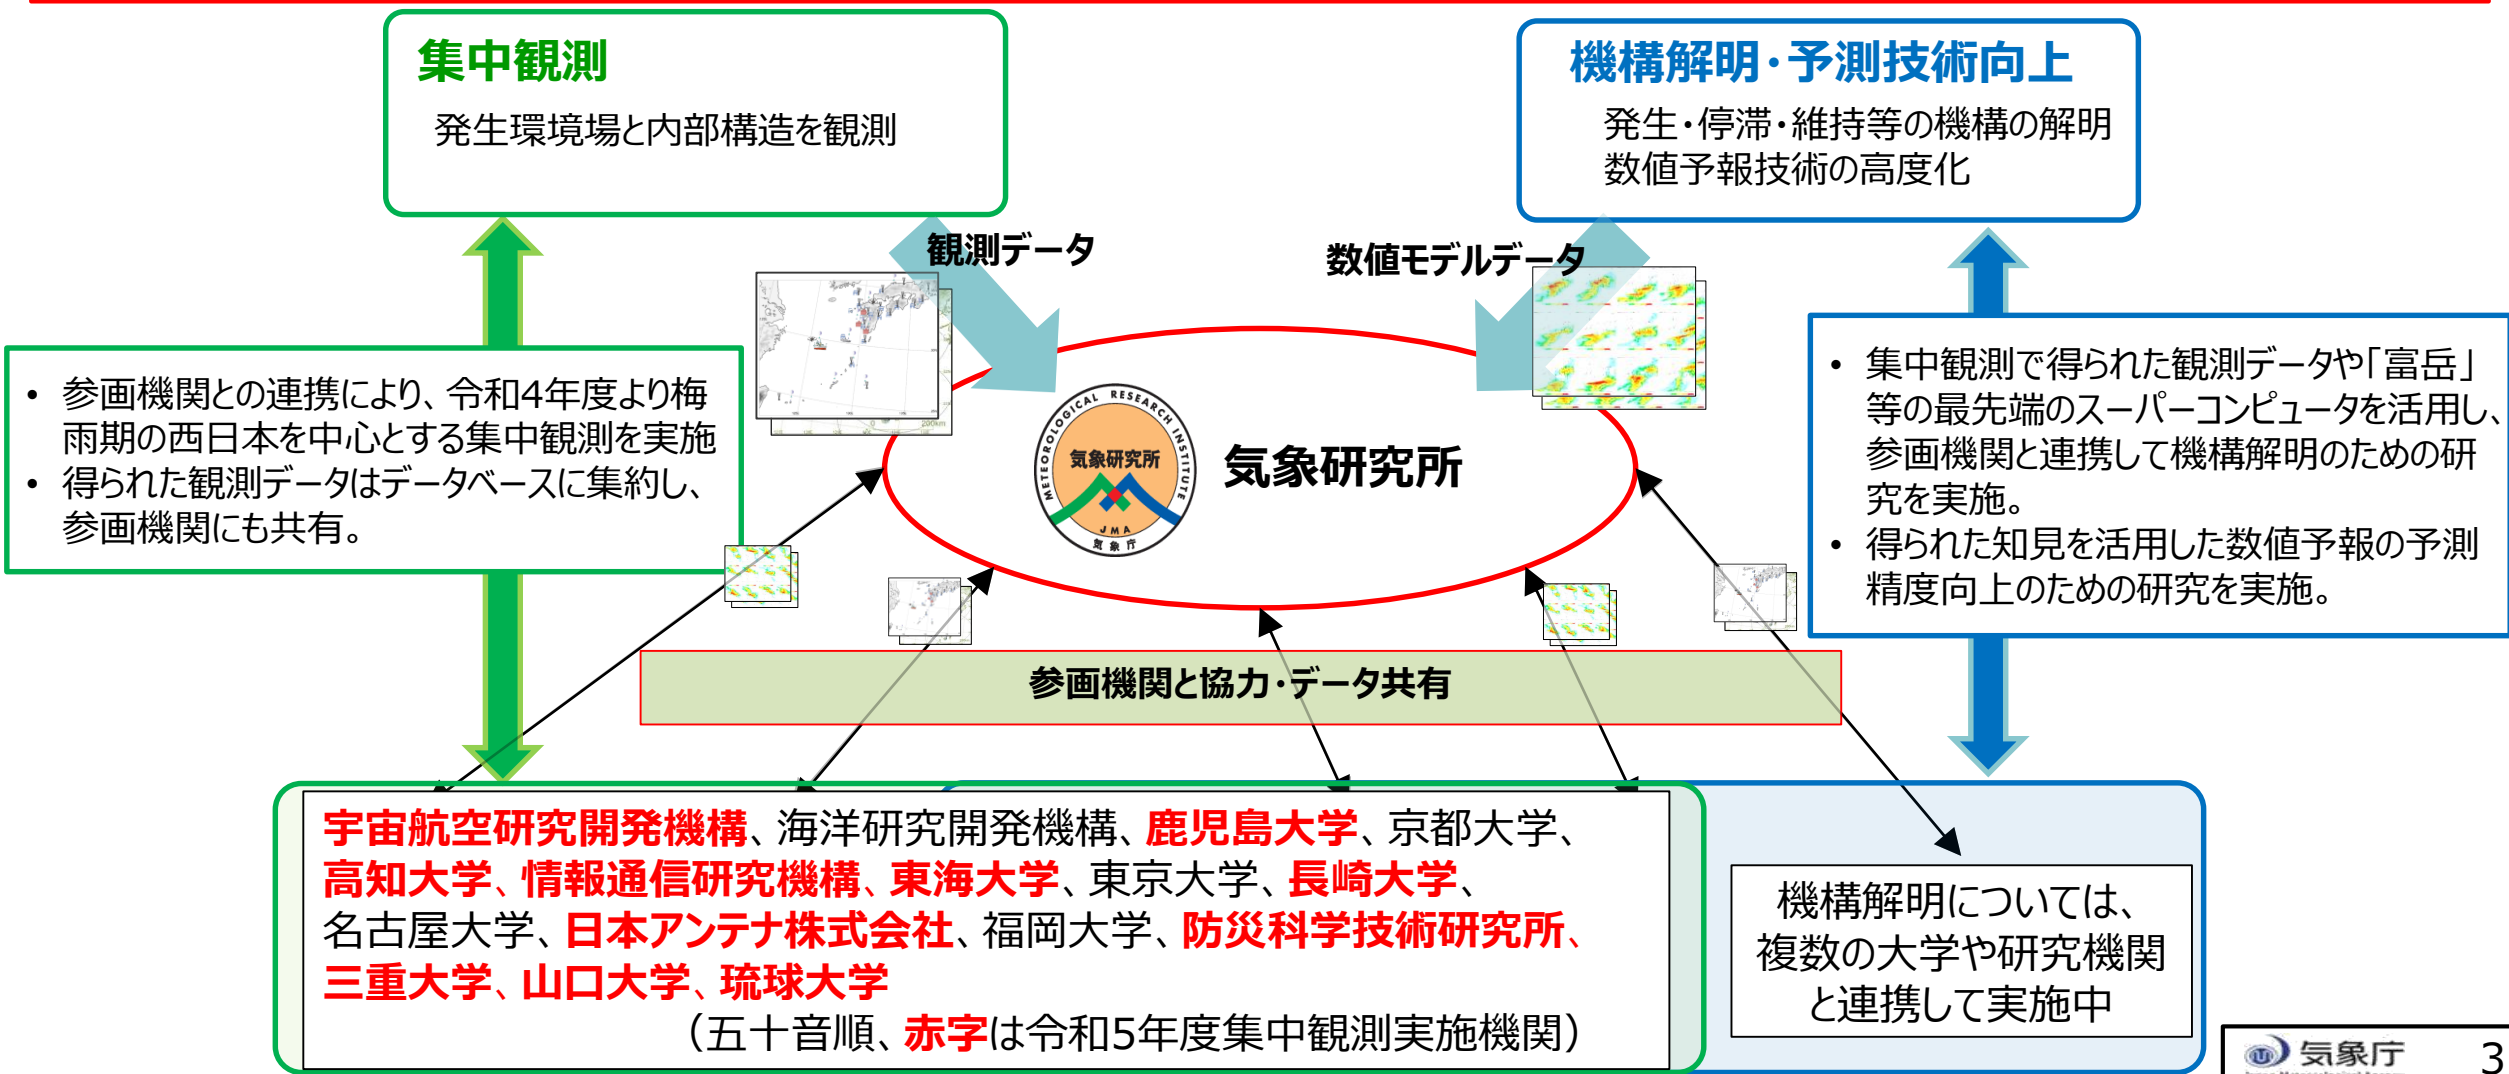 集中観測
発生環境場と内部構造を観測
機構解明・予測技術向上
発生・停滞・維持等の機構の解明
数値予報技術の高度化
観測データ
数値モデルデータ
• 参画機関との連携により、令和4年度より梅
雨期の西日本を中心とする集中観測を実施
• 得られた観測データはデータベースに集約し、
参画機関にも共有。
METEOROLOGICAL RESEARCH INSTITUTE
気象研究所
JMA
気象庁
気象研究所
• 集中観測で得られた観測データや「富岳」
等の最先端のスーパーコンピュータを活用し、
参画機関と連携して機構解明のための研
究を実施。
• 得られた知見を活用した数値予報の予測
精度向上のための研究を実施。
参画機関と協力・データ共有
宇宙航空研究開発機構、海洋研究開発機構、鹿児島大学、京都大学、
高知大学、情報通信研究機構、東海大学、東京大学、長崎大学、
名古屋大学、日本アンテナ株式会社、福岡大学、防災科学技術研究所、
三重大学、山口大学、琉球大学
（五十音順、赤字は令和5年度集中観測実施機関）
機構解明については、
複数の大学や研究機関
と連携して実施中
気象庁
3